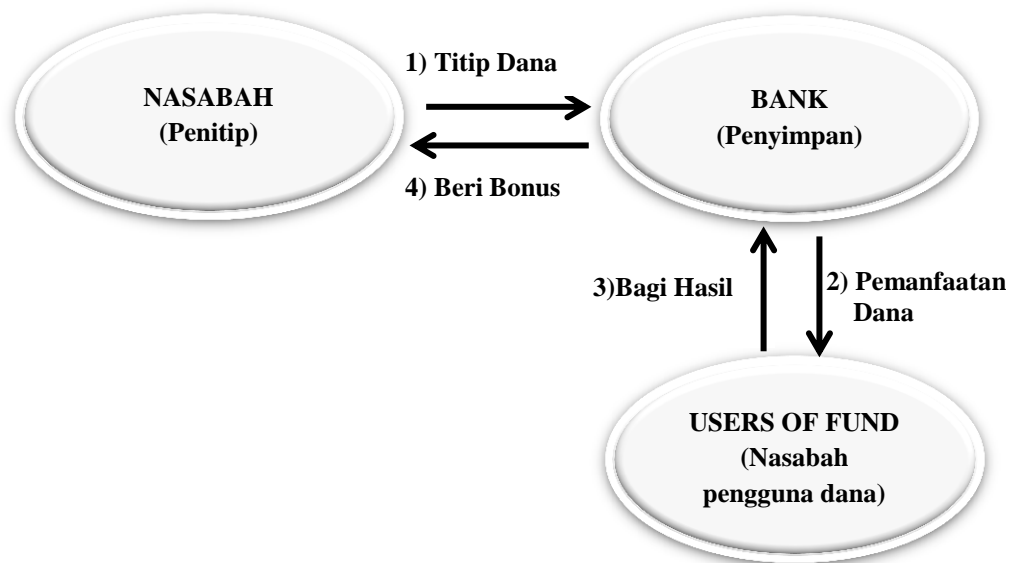 NASABAH
(Penitip)
1) Titip Dana
4) Beri Bonus
BANK
(Penyimpan)
3)Bagi Hasil
2) Pemanfaatan
Dana
USERS OF FUND
(Nasabah
pengguna dana)